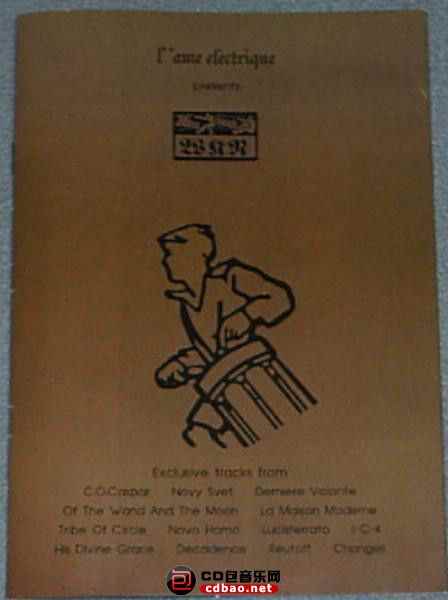 l'ame electrique
presents
WKN
Exclusive tracks from
C.O.Caspar Novy Svet Derniere Volonte
Of The Wand And The Moon La Maison Moderne
Tribe Of Circle Novo Homo Luciferrato I-C-4
His Divine Grace Decadence Reutoff Changes
CD包音乐网
cdbao.net